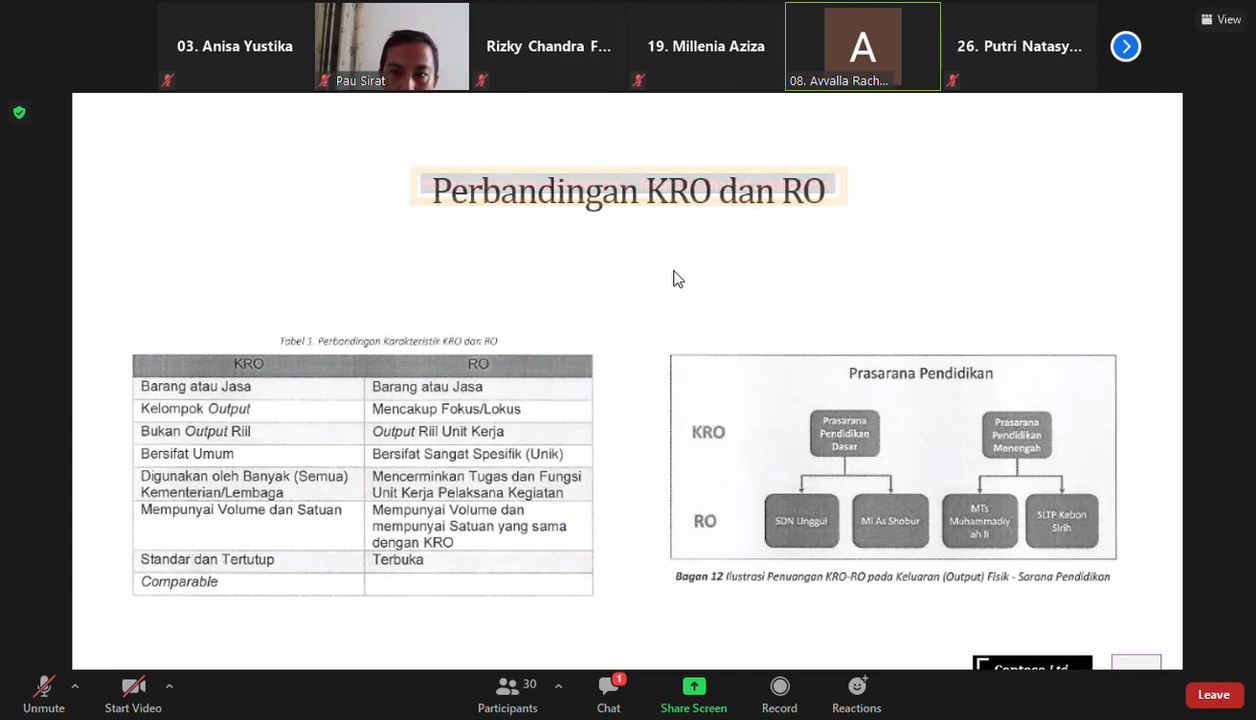 View
03. Anisa Yustika
Pau Sirat
Rizky Chandra F...
19. Millenia Aziza
A
08. Avvalla Rach...
26. Putri Natasy...
Perbandingan KRO dan RO
Tabel 1. Perbandingan Karakteristik KRO dan RO
KRO RO
Barang atau Jasa Barang atau Jasa
Kelompok Output Mencakup Fokus/Lokus
Bukan Output Riil Output Riil Unit Kerja
Bersifat Umum Bersifat Sangat Spesifik (Unik)
Digunakan oleh Banyak (Semua) Mencerminkan Tugas dan Fungsi
Kementerian/Lembaga Unit Kerja Pelaksana Kegiatan
Mempunyai Volume dan Satuan Mempunyai Volume dan
mempunyai Satuan yang sama
dengan KRO
Standar dan Tertutup Terbuka
Comparable
Prasarana Pendidikan
KRO
Prasarana
Pendidikan
Dasar
Prasarana
Pendidikan
Menengah
RO
SDN Unggul
MI As Shobur
MTs
Muhammadiy
ah II
SLTP Kebon
Sirih
Bagan 12 Ilustrasi Penuangan KRO-RO pada Keluaran (Output) Fisik - Sarana Pendidikan
Contoso Ltd.
Unmute
Start Video
30
Participants
1
Chat
Share Screen
Record
Reactions
Leave